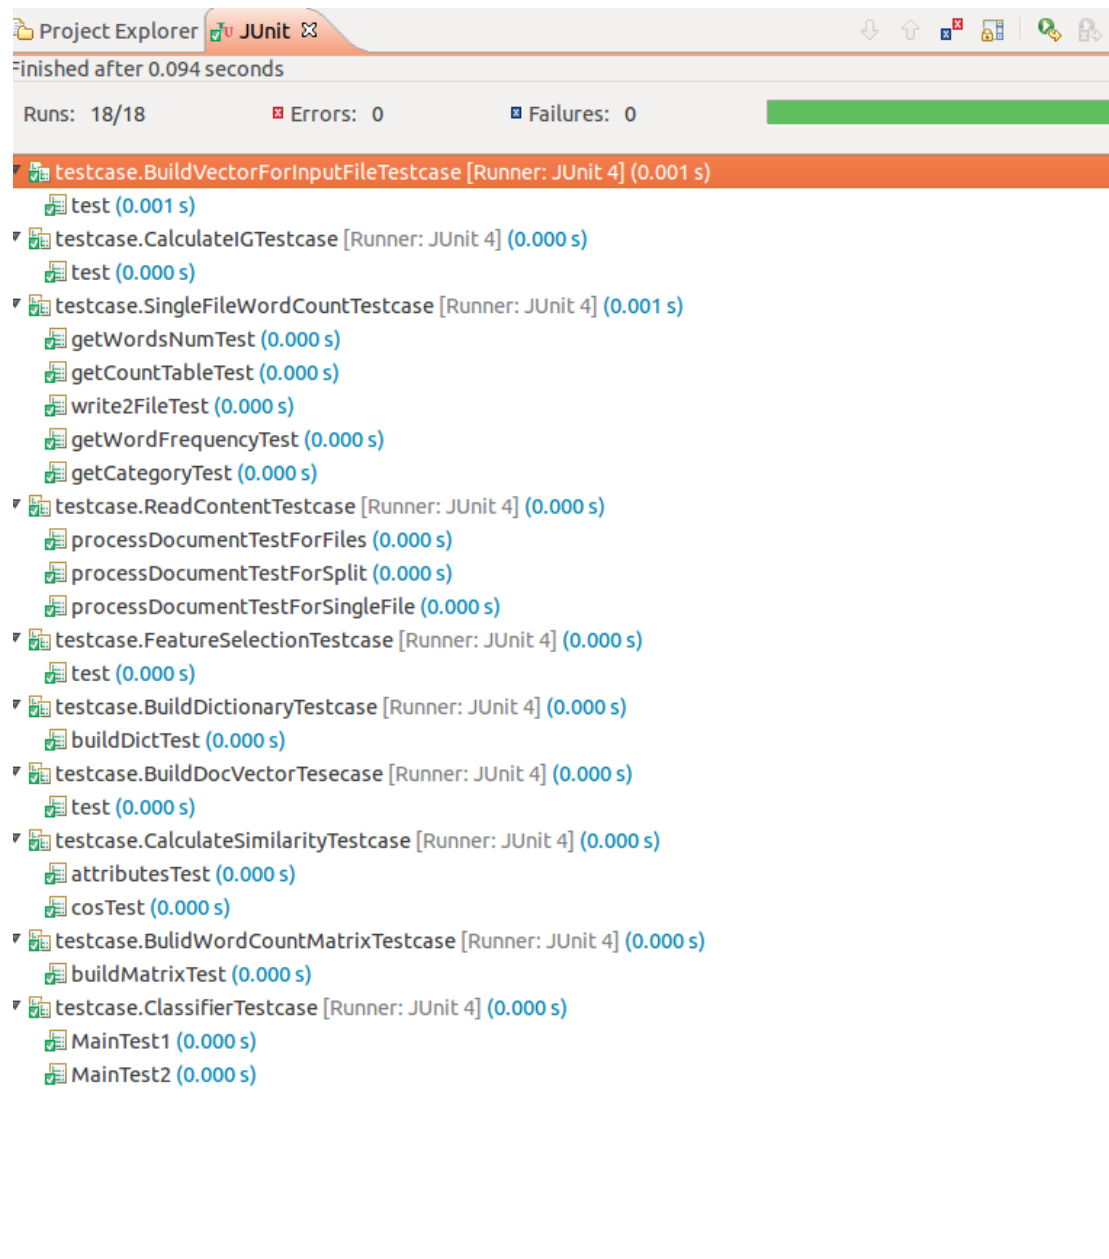 Project Explorer JUnit
Finished after 0.094 seconds
Runs: 18/18 Errors: 0 Failures: 0
testcase.BuildVectorForInputFileTestcase [Runner: JUnit 4] (0.001 s)
test (0.001 s)
testcase.CalculateIGTestcase [Runner: JUnit 4] (0.000 s)
test (0.000 s)
testcase.SingleFileWordCountTestcase [Runner: JUnit 4] (0.001 s)
getWordsNumTest (0.000 s)
getCountTableTest (0.000 s)
write2FileTest (0.000 s)
getWordFrequencyTest (0.000 s)
getCategoryTest (0.000 s)
testcase.ReadContentTestcase [Runner: JUnit 4] (0.000 s)
processDocumentTestForFiles (0.000 s)
processDocumentTestForSplit (0.000 s)
processDocumentTestForSingleFile (0.000 s)
testcase.FeatureSelectionTestcase [Runner: JUnit 4] (0.000 s)
test (0.000 s)
testcase.BuildDictionaryTestcase [Runner: JUnit 4] (0.000 s)
buildDictTest (0.000 s)
testcase.BuildDocVectorTesecase [Runner: JUnit 4] (0.000 s)
test (0.000 s)
testcase.CalculateSimilarityTestcase [Runner: JUnit 4] (0.000 s)
attributesTest (0.000 s)
cosTest (0.000 s)
testcase.BulidWordCountMatrixTestcase [Runner: JUnit 4] (0.000 s)
buildMatrixTest (0.000 s)
testcase.ClassifierTestcase [Runner: JUnit 4] (0.000 s)
MainTest1 (0.000 s)
MainTest2 (0.000 s)